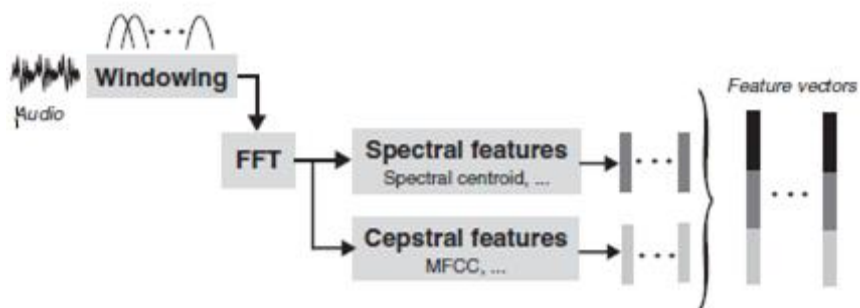 Windowing
Audio
Feature vectors
FFT
Spectral features
Spectral centroid, ...
Cepstral features
MFCC, ...